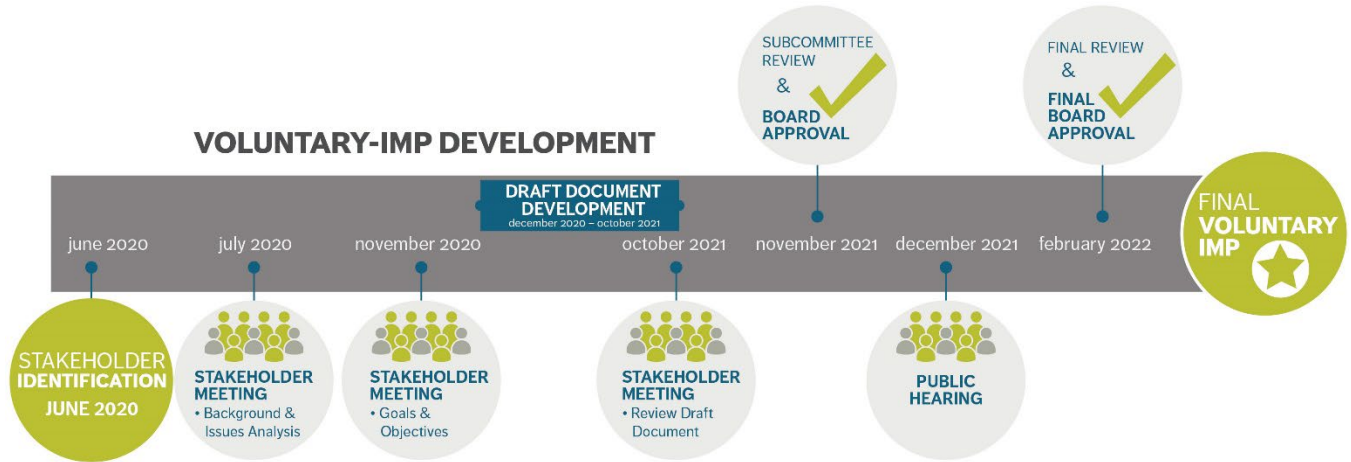 SUBCOMMITTEE
REVIEW
&
BOARD
APPROVAL
FINAL REVIEW
&
FINAL
BOARD
APPROVAL
VOLUNTARY-IMP DEVELOPMENT
DRAFT DOCUMENT
DEVELOPMENT
december 2020 – october 2021
june 2020
july 2020
november 2020
october 2021
november 2021
december 2021
february 2022
FINAL
VOLUNTARY
IMP
STAKEHOLDER
IDENTIFICATION
JUNE 2020
STAKEHOLDER
MEETING
• Background &
Issues Analysis
STAKEHOLDER
MEETING
• Goals &
Objectives
STAKEHOLDER
MEETING
• Review Draft
Document
PUBLIC
HEARING